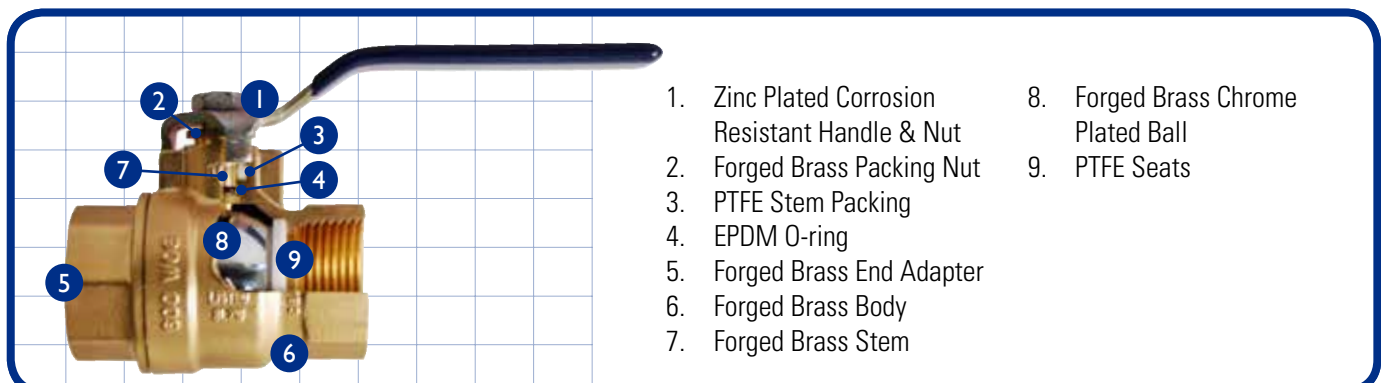 1
2
3
7
4
8
9
5
6
600 WOG
1. Zinc Plated Corrosion
Resistant Handle & Nut
2. Forged Brass Packing Nut
3. PTFE Stem Packing
4. EPDM O-ring
5. Forged Brass End Adapter
6. Forged Brass Body
7. Forged Brass Stem
8. Forged Brass Chrome
Plated Ball
9. PTFE Seats